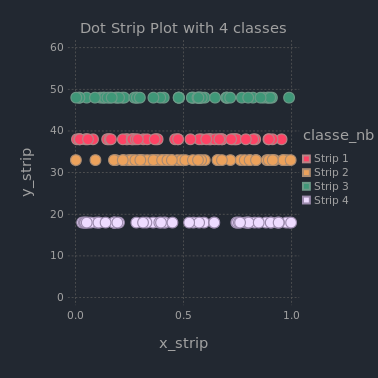 Dot Strip Plot with 4 classes
60
50
40
30
20
10
0
0.0
0.5
1.0
x_strip
y_strip
classe_nb
Strip 1
Strip 2
Strip 3
Strip 4